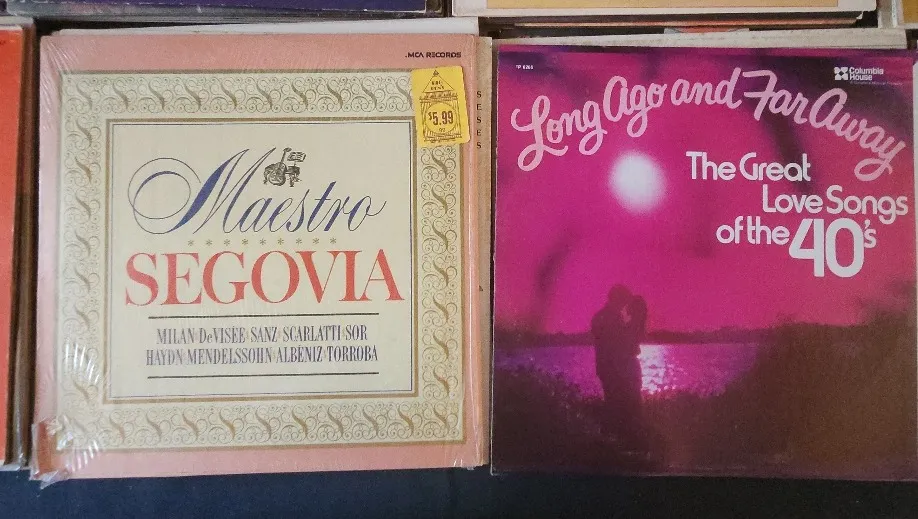 .MCA RECORDS
$5.99
Maestro
SEGOVIA
MILAN·DeVISÉE·SANZ·SCARLATTI·SOR
HAYDN·MENDELSSOHN·ALBENIZ·TORROBA
Columbia
House
Long Ago and Far Away
The Great
Love Songs
of the 40's